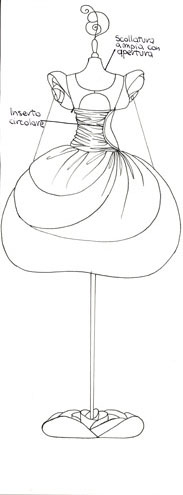 Scollatura
ampia con
apertura
Inserto
circolare